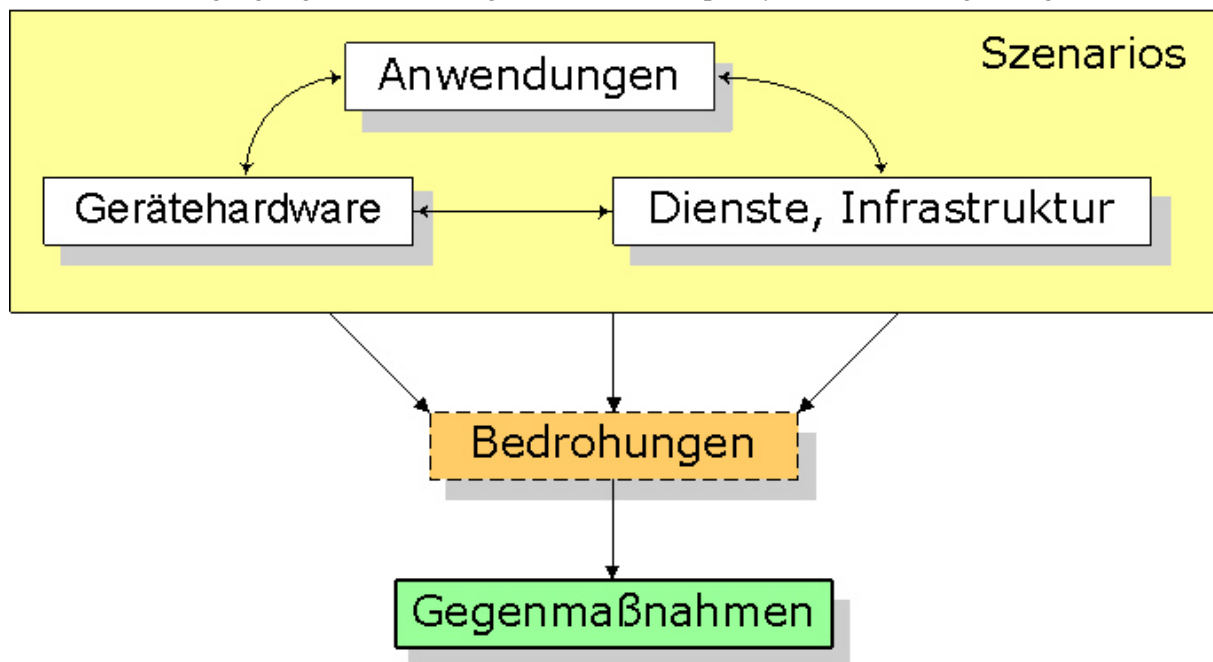 Szenarios
Anwendungen
Gerätehardware
Dienste, Infrastruktur
Bedrohungen
Gegenmaßnahmen